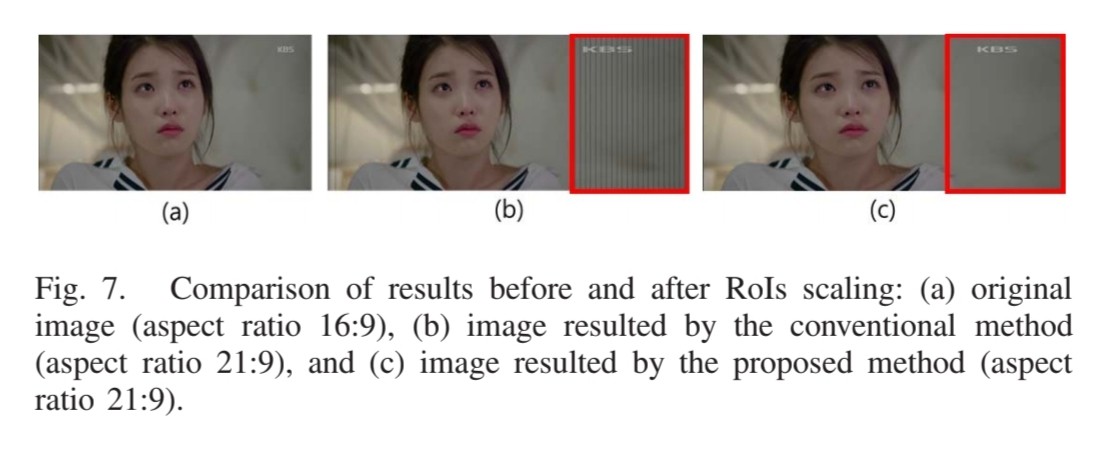 KBS KBS KBS
(a) (b) (c)
Fig. 7. Comparison of results before and after RoIs scaling: (a) original
image (aspect ratio 16:9), (b) image resulted by the conventional method
(aspect ratio 21:9), and (c) image resulted by the proposed method (aspect
ratio 21:9).